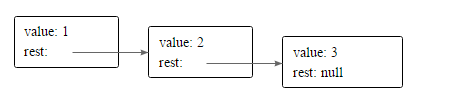 value: 1
rest:
value: 2
rest:
value: 3
rest: null